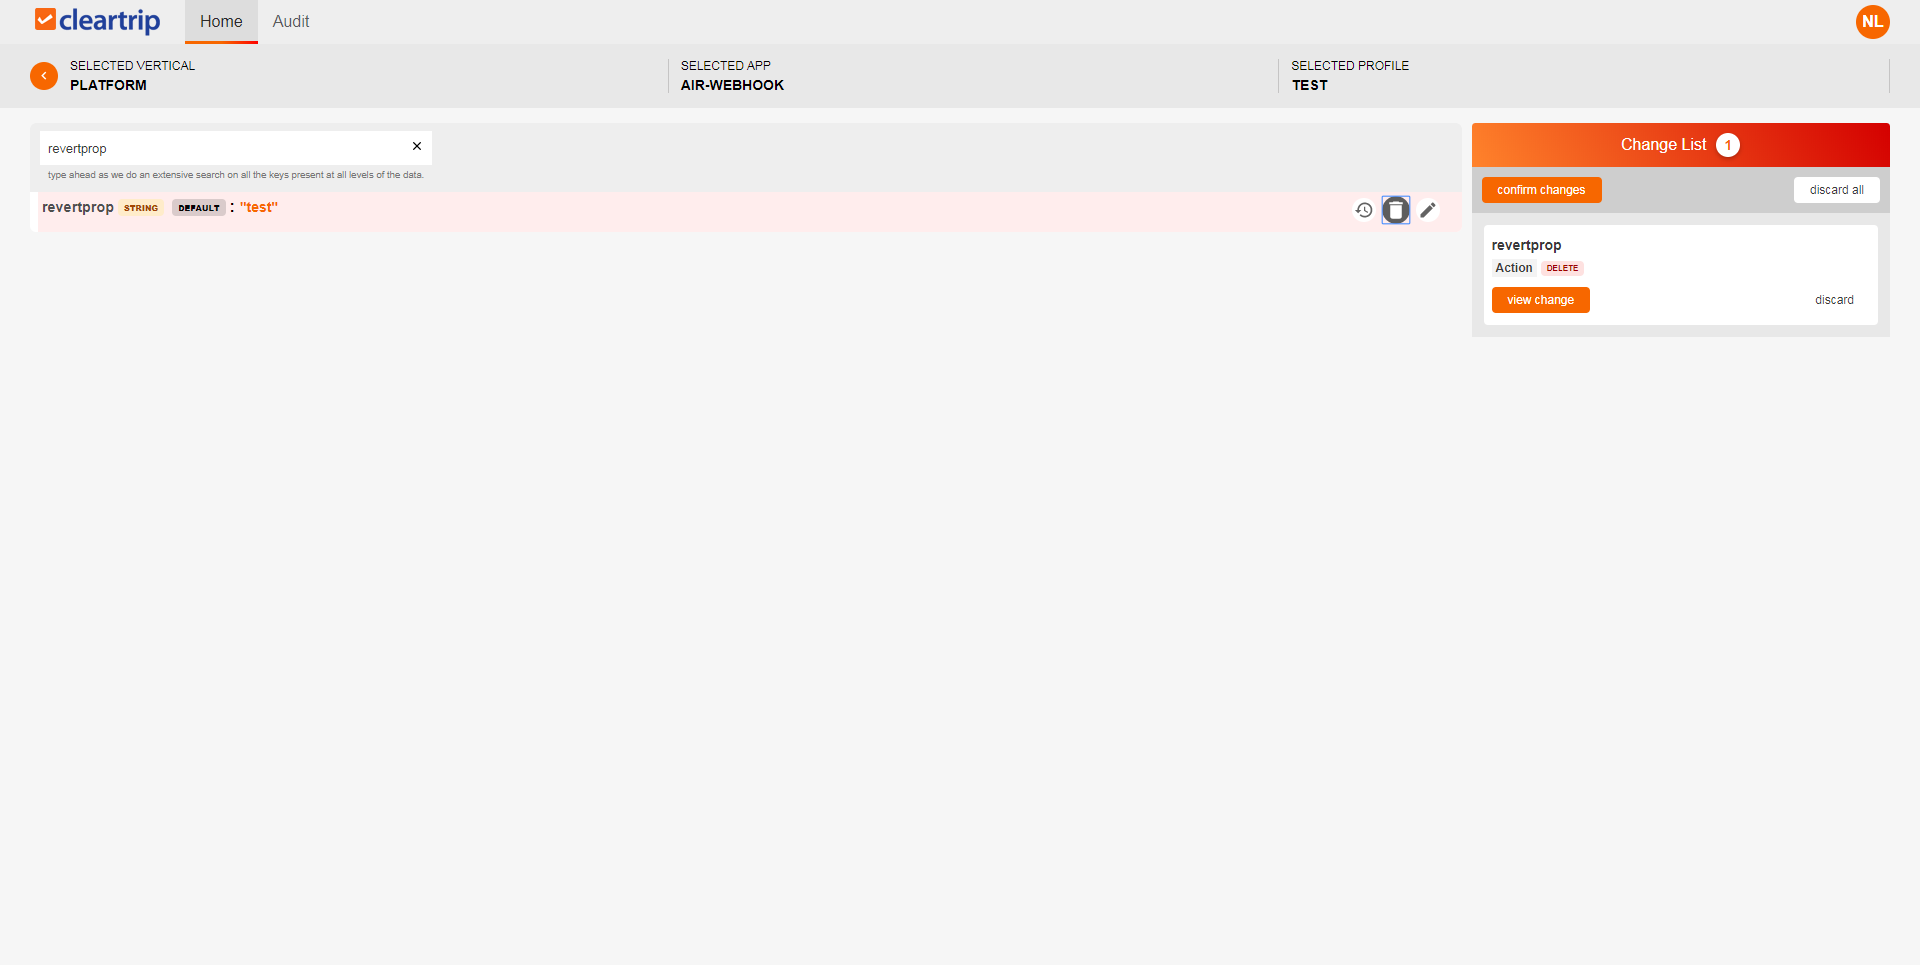 cleartrip Home Audit NL
SELECTED VERTICAL
PLATFORM
SELECTED APP
AIR-WEBHOOK
SELECTED PROFILE
TEST
revertprop
type ahead as we do an extensive search on all the keys present at all levels of the data.
revertprop STRING DEFAULT : "test"
Change List 1
confirm changes discard all
revertprop
Action DELETE
view change discard